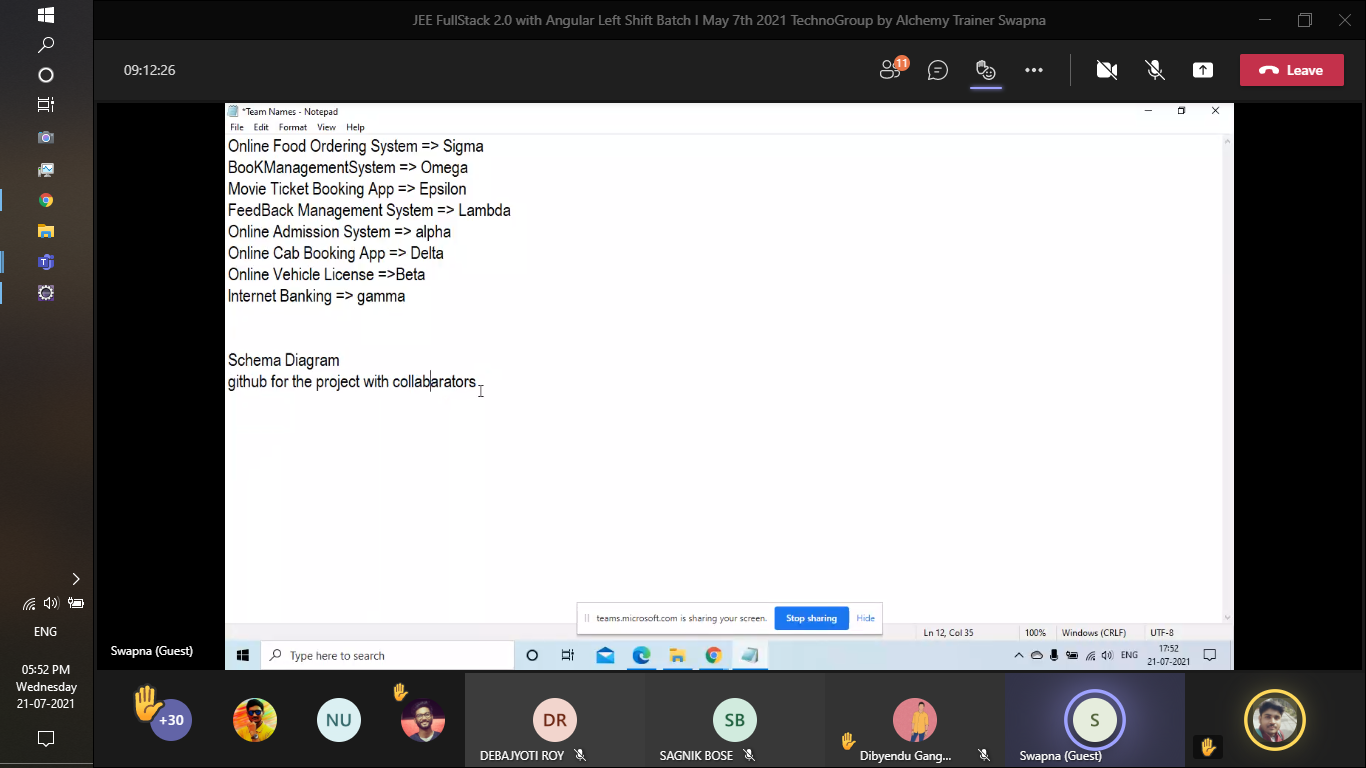 JEE FullStack 2.0 with Angular Left Shift Batch I May 7th 2021 TechnoGroup by Alchemy Trainer Swapna
09:12:26
11
Leave
*Team Names - Notepad
File Edit Format View Help
Online Food Ordering System => Sigma
BooKManagementSystem => Omega
Movie Ticket Booking App => Epsilon
FeedBack Management System => Lambda
Online Admission System => alpha
Online Cab Booking App => Delta
Online Vehicle License =>Beta
Internet Banking => gamma
Schema Diagram
github for the project with collabarators
teams.microsoft.com is sharing your screen. Stop sharing Hide
Ln 12, Col 35 100% Windows (CRLF) UTF-8
Type here to search
ENG
17:52
21-07-2021
Swapna (Guest)
ENG
05:52 PM
Wednesday
21-07-2021
+30
NU
DR
DEBAJYOTI ROY
SB
SAGNIK BOSE
Dibyendu Gang...
S
Swapna (Guest)